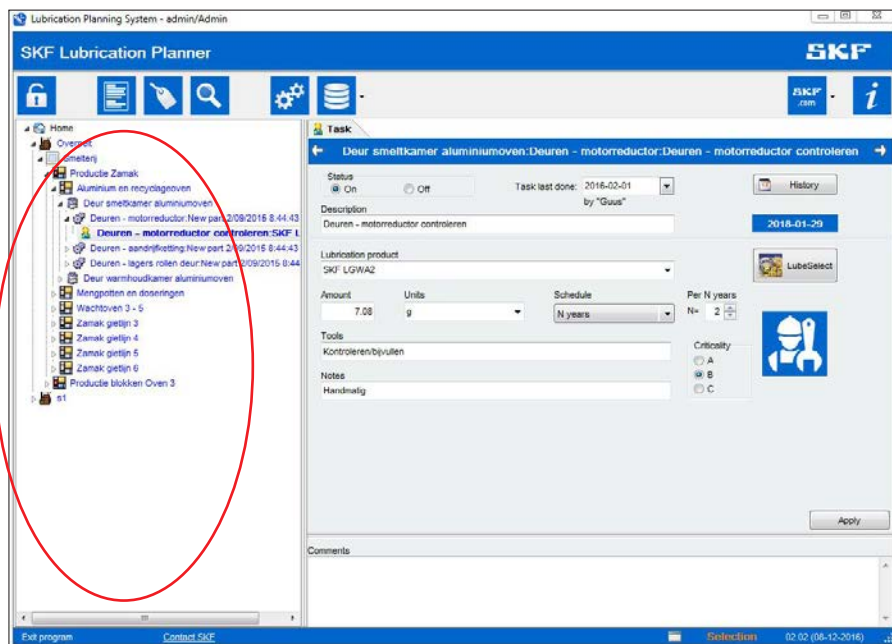 Lubrication Planning System - admin/Admin
SKF Lubrication Planner
SKF
SKF
.com
i
Home
Overpelt
Smelterij
Productie Zamak
Aluminium en recyclageoven
Deur smeltkamer aluminiumoven
Deuren - motorreductor:New part 2/09/2015 8:44:43
Deuren - motorreductor controleren:SKF L
Deuren - aandrijfketting:New part 2/09/2015 8:44:43
Deuren - lagers rollen deur:New part 2/09/2015 8:44
Deur warmhoudkamer aluminiumoven
Mengpotten en doseringen
Wachtoven 3 - 5
Zamak gietlijn 3
Zamak gietlijn 4
Zamak gietlijn 5
Zamak gietlijn 6
Productie blokken Oven 3
s1
Task
Deur smeltkamer aluminiumoven:Deuren - motorreductor:Deuren - motorreductor controleren
Status
On Off
Task last done: 2016-02-01
by "Guus"
History
Description
Deuren - motorreductor controleren
2018-01-29
Lubrication product
SKF LGWA2
LubeSelect
Amount Units Schedule Per N years
7.08 g N years N= 2
Tools
Kontroleren/bijvullen
Criticality
A
B
C
Notes
Handmatig
Apply
Comments
Exit program Contact SKF Selection 02.02 (08-12-2016)